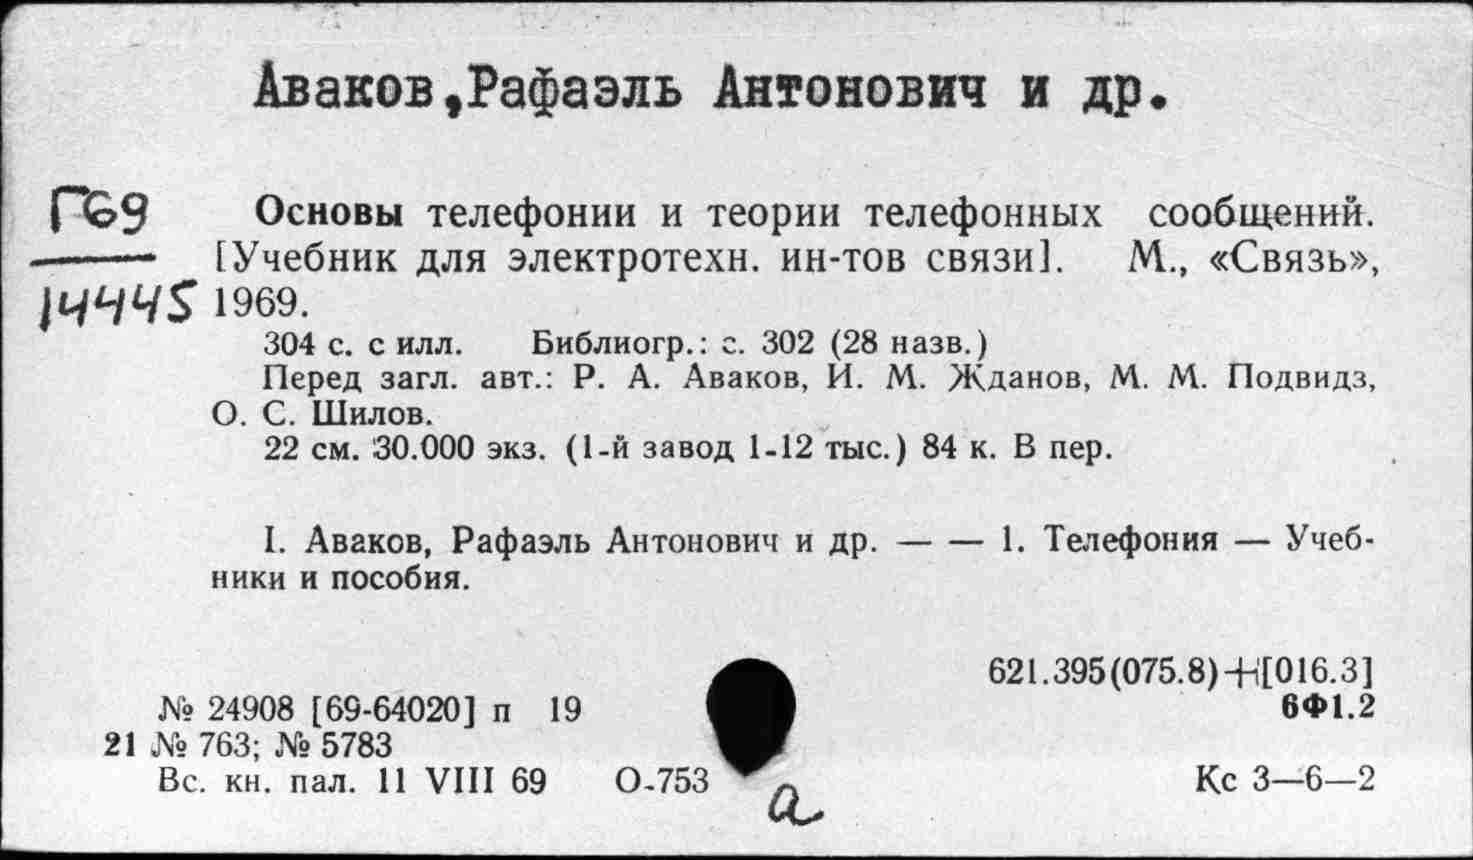 Аваков,Рафаэль Антонович и др.
Г69
14445
Основы телефонии и теории телефонных сообщений.
[Учебник для электротехн. ин-тов связи]. М., «Связь»,
1969.
304 с. с илл. Библиогр.: с. 302 (28 назв.)
Перед загл. авт.: Р. А. Аваков, И. М. Жданов, М. М. Подвидз,
О. С. Шилов.
22 см. 30.000 экз. (1-й завод 1-12 тыс.) 84 к. В пер.
I. Аваков, Рафаэль Антонович и др. — — 1. Телефония — Учеб-
ники и пособия.
621.395(075.8)+[016.3]
№ 24908 [69-64020] п 19
6Ф1.2
21 № 763; № 5783
Вс. кн. пал. 11 VIII 69 О-753
Кс 3—6—2
а